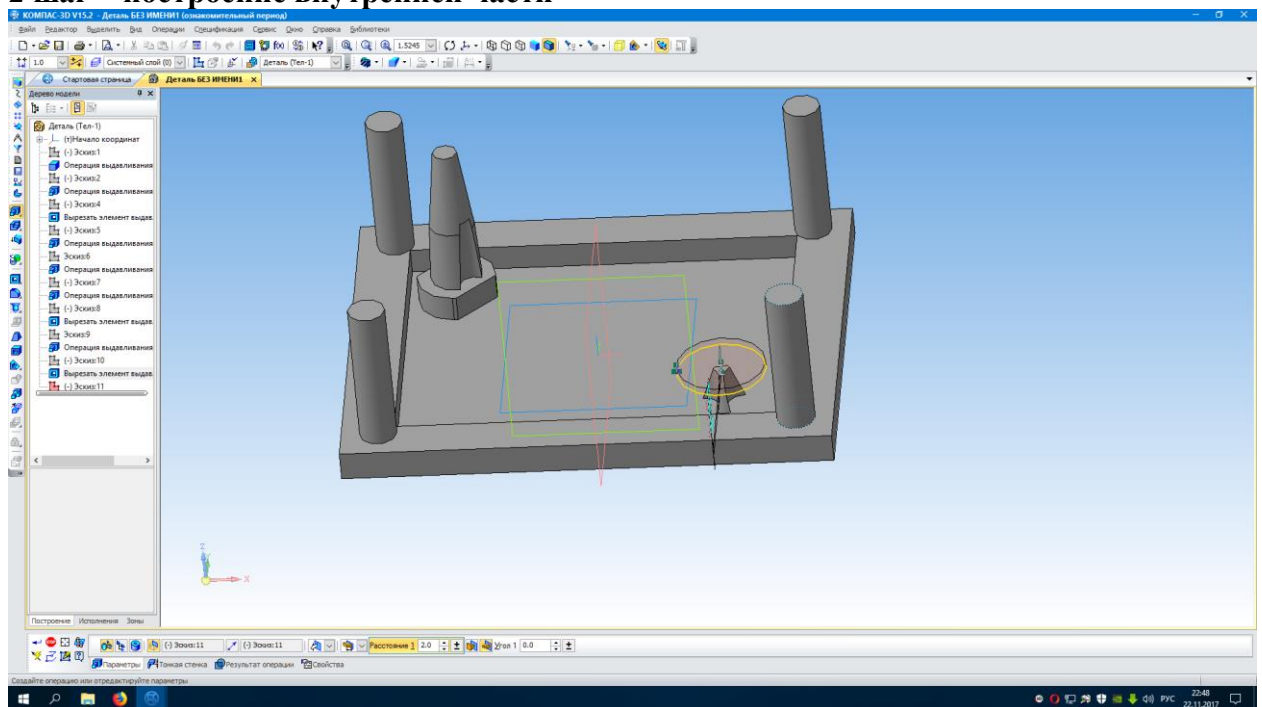 2 шаг – построение внутренней части
КОМПАС-3D V15.2 - Деталь БЕЗ ИМЕНИ1 (ознакомительный период)
Файл Редактор Выделить Вид Операции Спецификация Сервис Окно Справка Библиотеки
1.5245
1.0 Системный слой (0) Деталь (Тел-1)
Стартовая страница Деталь БЕЗ ИМЕНИ1 x
Дерево модели
Деталь (Тел-1)
(т)Начало координат
(-) Эскиз:1
Операция выдавливания
(-) Эскиз:2
Операция выдавливания
(-) Эскиз:4
Вырезать элемент выдав.
(-) Эскиз:5
Операция выдавливания
Эскиз:6
Операция выдавливания
(-) Эскиз:7
Операция выдавливания
(-) Эскиз:8
Вырезать элемент выдав.
Эскиз:9
Операция выдавливания
(-) Эскиз:10
Вырезать элемент выдав.
(-) Эскиз:11
Z
X
Построение Исполнения Зоны
(-) Эскиз:11 (-) Эскиз:11 Расстояние 1 2.0 Угол 1 0.0
Параметры Тонкая стенка Результат операции Свойства
Создайте операцию или отредактируйте параметры
РУС 22:48
22.11.2017